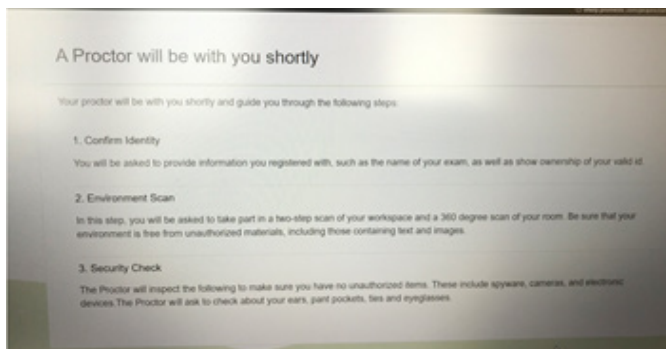 A Proctor will be with you shortly
Your proctor will be with you shortly and guide you through the following steps:
1. Confirm Identity
You will be asked to provide information you registered with, such as the name of your exam, as well as show ownership of your valid id.
2. Environment Scan
In this step, you will be asked to take part in a two-step scan of your workspace and a 360 degree scan of your room. Be sure that your
environment is free from unauthorized materials, including those containing text and images.
3. Security Check
The Proctor will inspect the following to make sure you have no unauthorized items. These include spyware, cameras, and electronic
devices.The Proctor will ask to check about your ears, pant pockets, ties and eyeglasses.